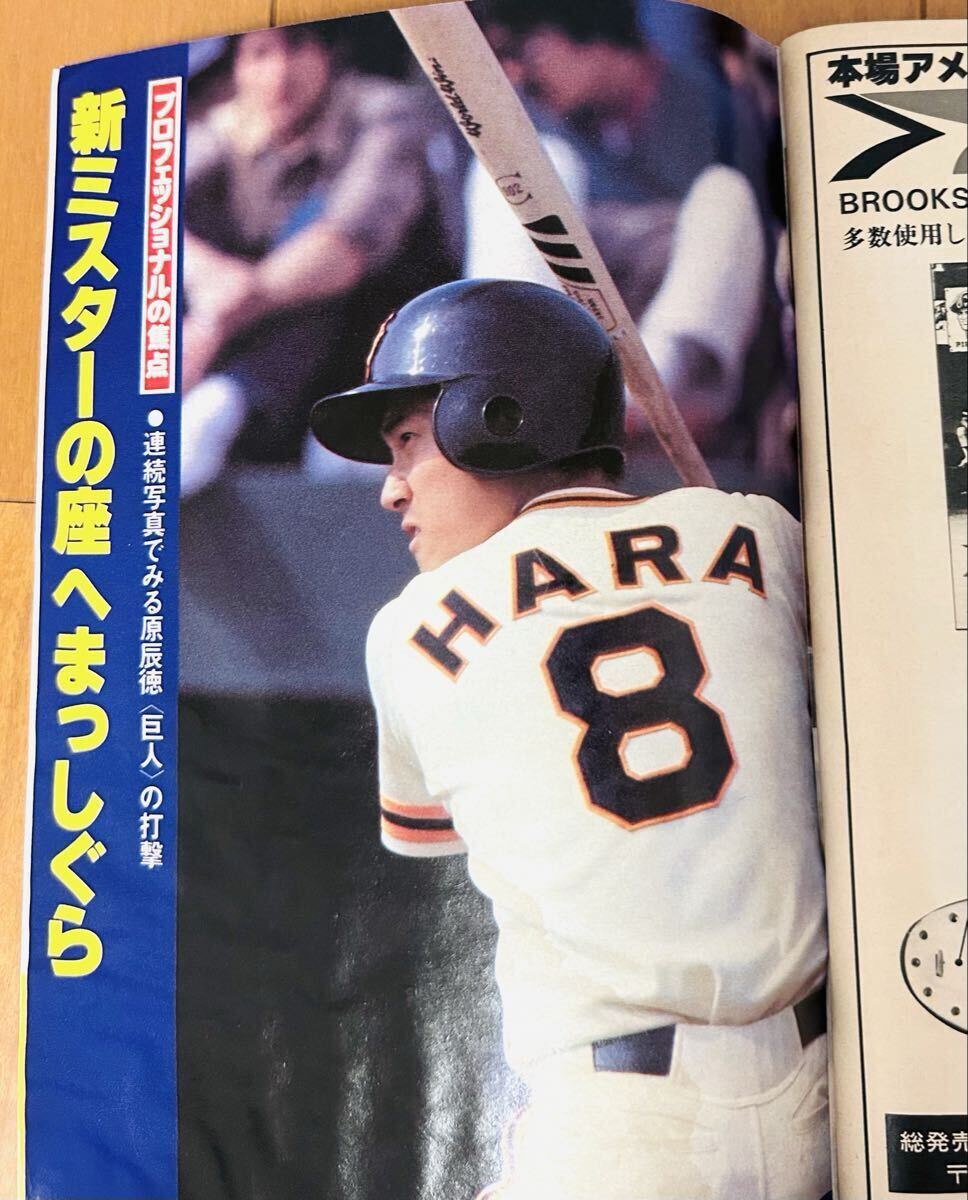 新ミスターの座へまっしぐら
プロフェッショナルの焦点
●連続写真でみる原辰徳〈巨人〉の打撃
HARA
8
本場アメ
BROOKS
多数使用し
総発売
〒